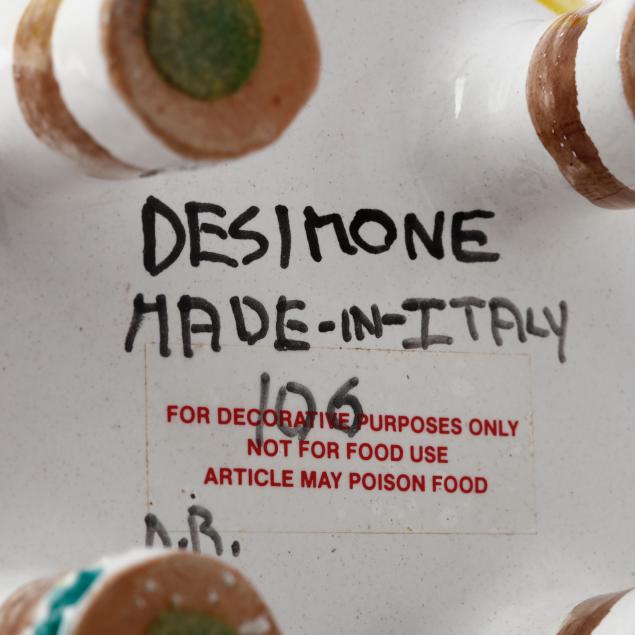 DESIMONE
MADE-IN-ITALY
106
FOR DECORATIVE PURPOSES ONLY
NOT FOR FOOD USE
ARTICLE MAY POISON FOOD